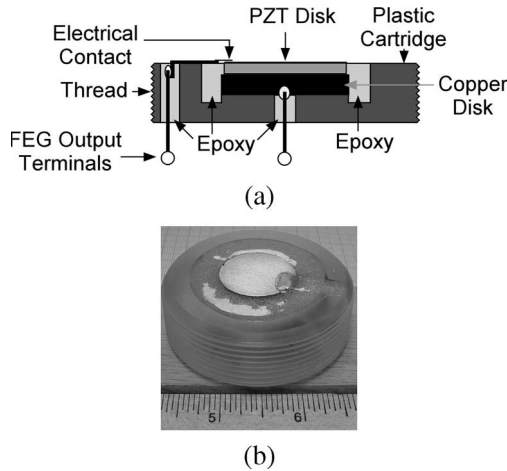 Electrical
Contact
PZT Disk
Plastic
Cartridge
Thread
Copper
Disk
FEG Output
Terminals
Epoxy
Epoxy
(a)
5 6
(b)